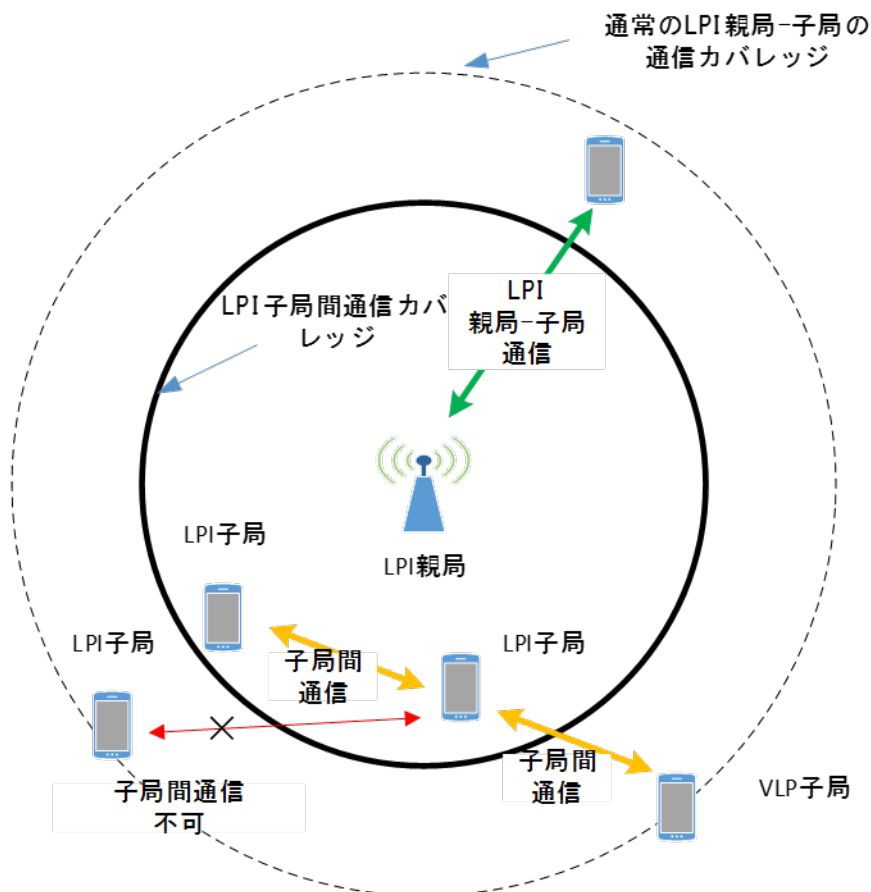 通常のLPI親局-子局の
通信カバレッジ
LPI子局間通信カバ
レッジ
LPI
親局-子局
通信
LPI親局
LPI子局
LPI子局
LPI子局
子局間
通信
子局間
通信
子局間通信
不可
VLP子局